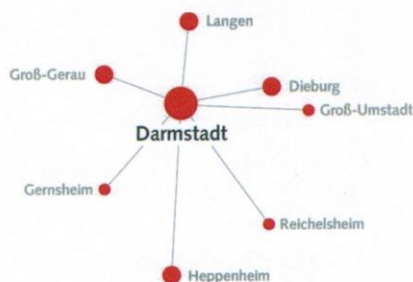 Langen
Groß-Gerau
Dieburg
Groß-Umstadt
Darmstadt
Gernsheim
Reichelsheim
Heppenheim